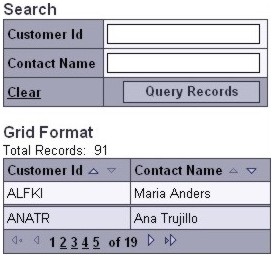 Search
Customer Id
Contact Name
Clear Query Records
Grid Format
Total Records: 91
Customer Id Contact Name
ALFKI Maria Anders
ANATR Ana Trujillo
1 2 3 4 5 of 19